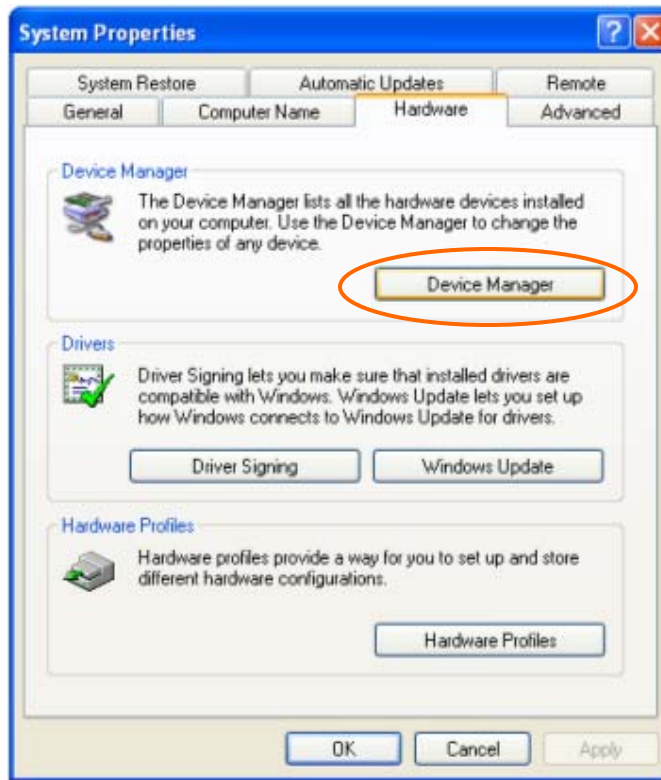 System Properties
System Restore Automatic Updates Remote
General Computer Name Hardware Advanced
Device Manager
The Device Manager lists all the hardware devices installed
on your computer. Use the Device Manager to change the
properties of any device.
Device Manager
Drivers
Driver Signing lets you make sure that installed drivers are
compatible with Windows. Windows Update lets you set up
how Windows connects to Windows Update for drivers.
Driver Signing Windows Update
Hardware Profiles
Hardware profiles provide a way for you to set up and store
different hardware configurations.
Hardware Profiles
OK Cancel Apply